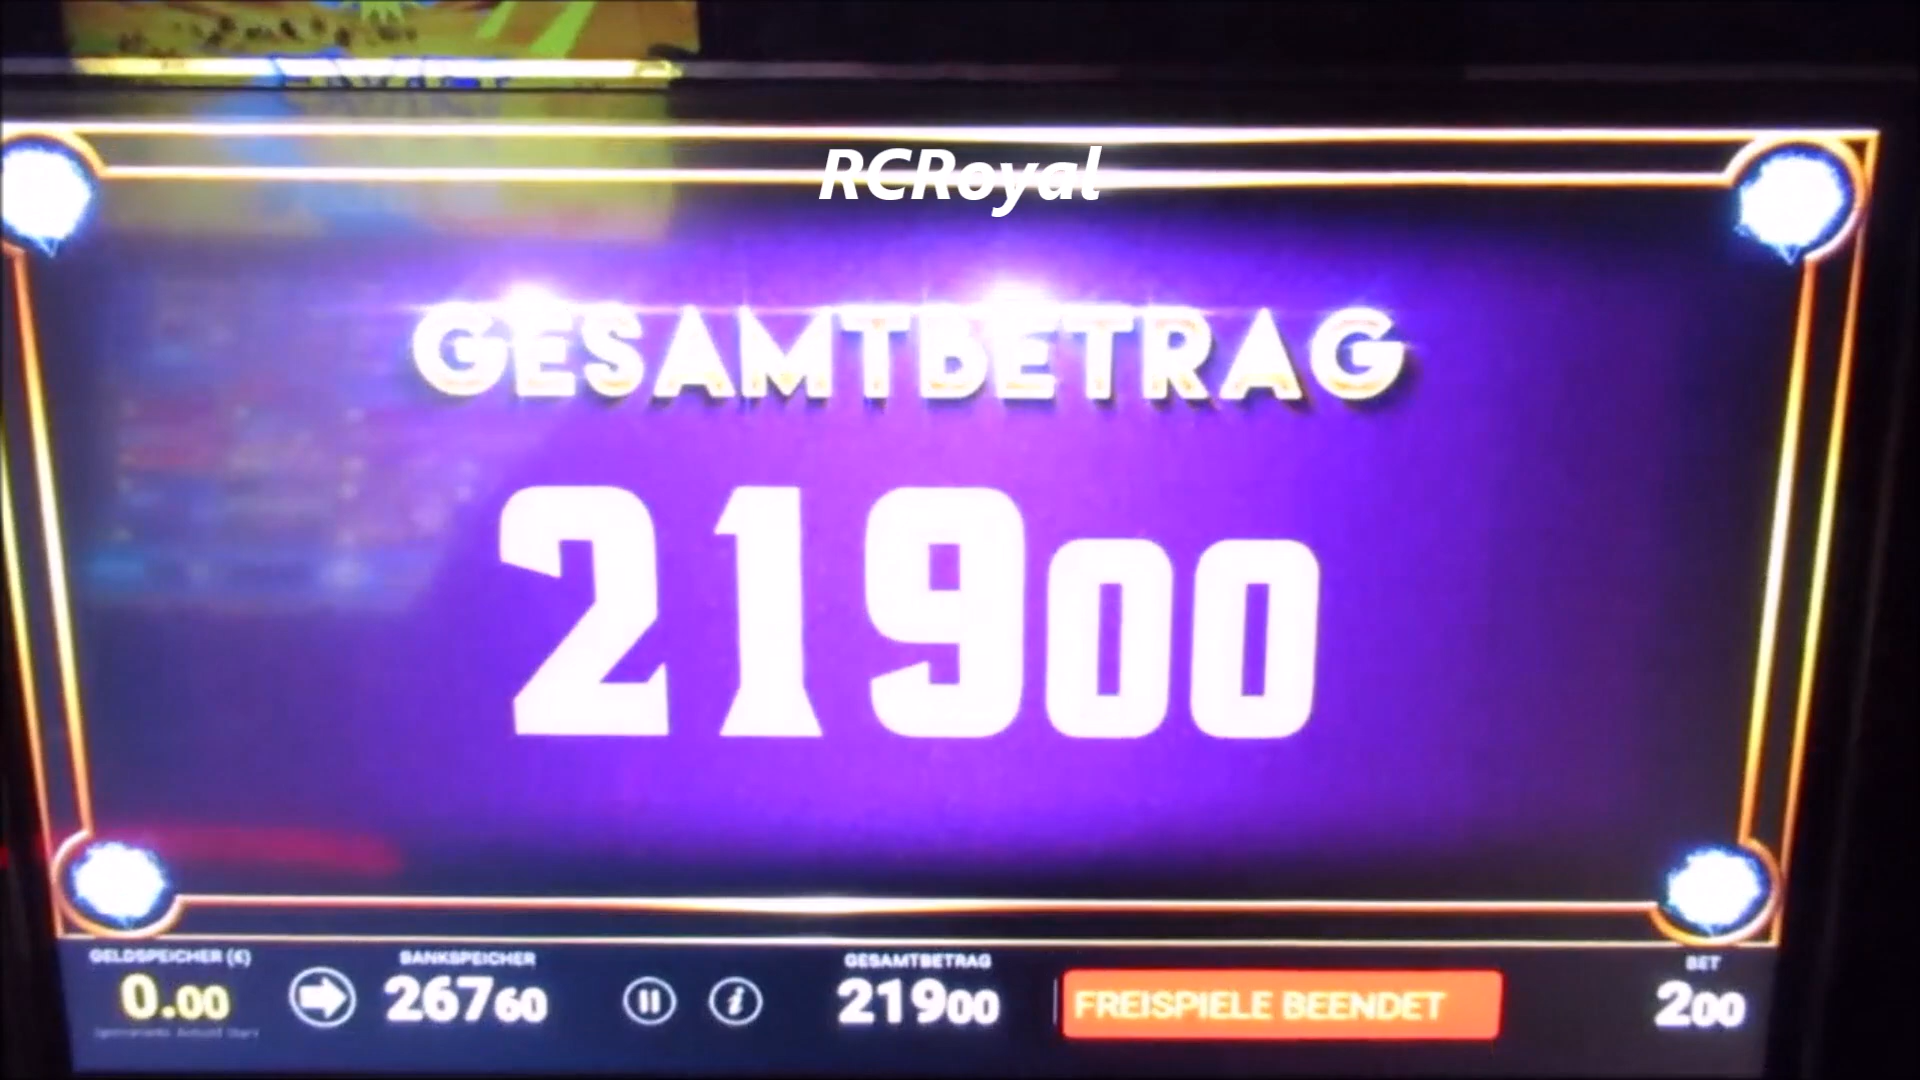 RCRoyal
GESAMTBETRAG
21900
GELDSPEICHER (€)
BANKSPEICHER
GESAMTBETRAG
BET
0.00
26760
21900
FREISPIELE BEENDET
200